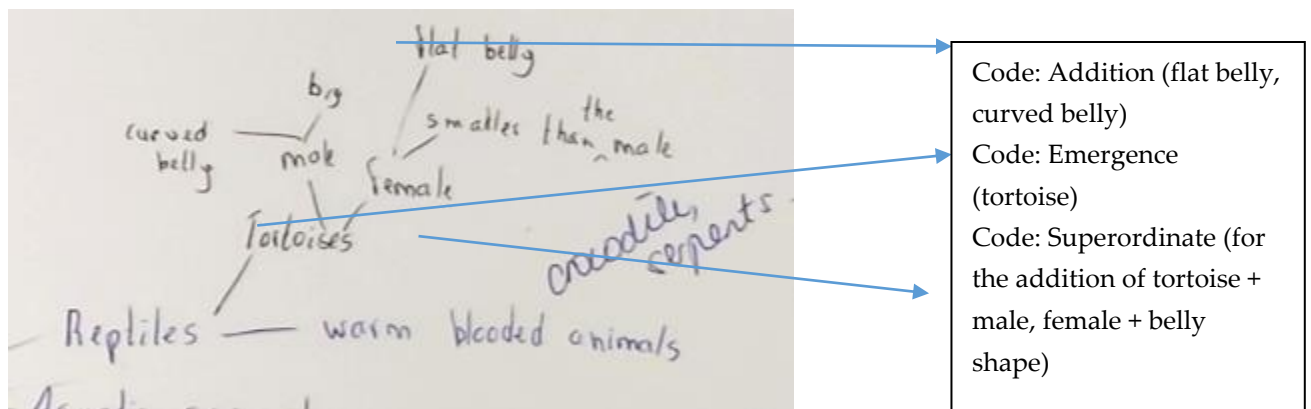 flat belly
big
smalles than the male
curved
belly
male
female
Tortoises
crocodile,
serpents
Reptiles
warm blooded animals
Code: Addition (flat belly,
curved belly)
Code: Emergence
(tortoise)
Code: Superordinate (for
the addition of tortoise +
male, female + belly
shape)